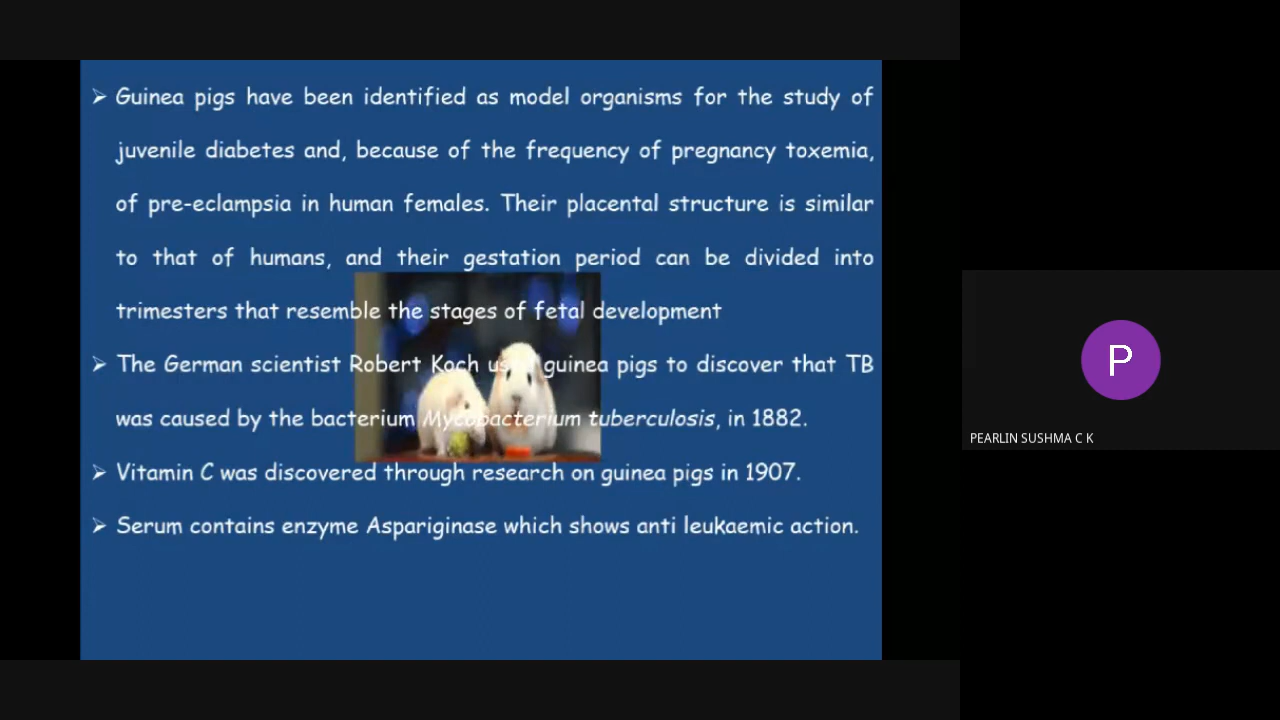 ➢ Guinea pigs have been identified as model organisms for the study of
juvenile diabetes and, because of the frequency of pregnancy toxemia,
of pre-eclampsia in human females. Their placental structure is similar
to that of humans, and their gestation period can be divided into
trimesters that resemble the stages of fetal development
➢ The German scientist Robert Koch used guinea pigs to discover that TB
was caused by the bacterium Mycobacterium tuberculosis, in 1882.
➢ Vitamin C was discovered through research on guinea pigs in 1907.
➢ Serum contains enzyme Aspariginase which shows anti leukaemic action.
P
PEARLIN SUSHMA C K